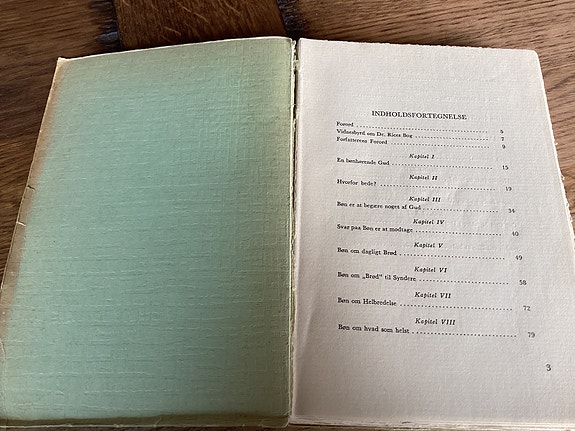 INDHOLDSFORTEGNELSE
Forord ........................................ 5
Vidnesbyrd om Dr. Rices Bog ........................ 7
Forfatterens Forord ............................ 9
Kapitel I
En bønhørende Gud ............................ 15
Kapitel II
Hvorfor bede? ................................ 19
Kapitel III
Bøn er at begære noget af Gud .................... 34
Kapitel IV
Svar paa Bøn er at modtage ........................ 40
Kapitel V
Bøn om dagligt Brød ............................ 49
Kapitel VI
Bøn om „Brød" til Syndere ........................ 58
Kapitel VII
Bøn om Helbredelse ............................ 72
Kapitel VIII
Bøn om hvad som helst ............................ 79
3